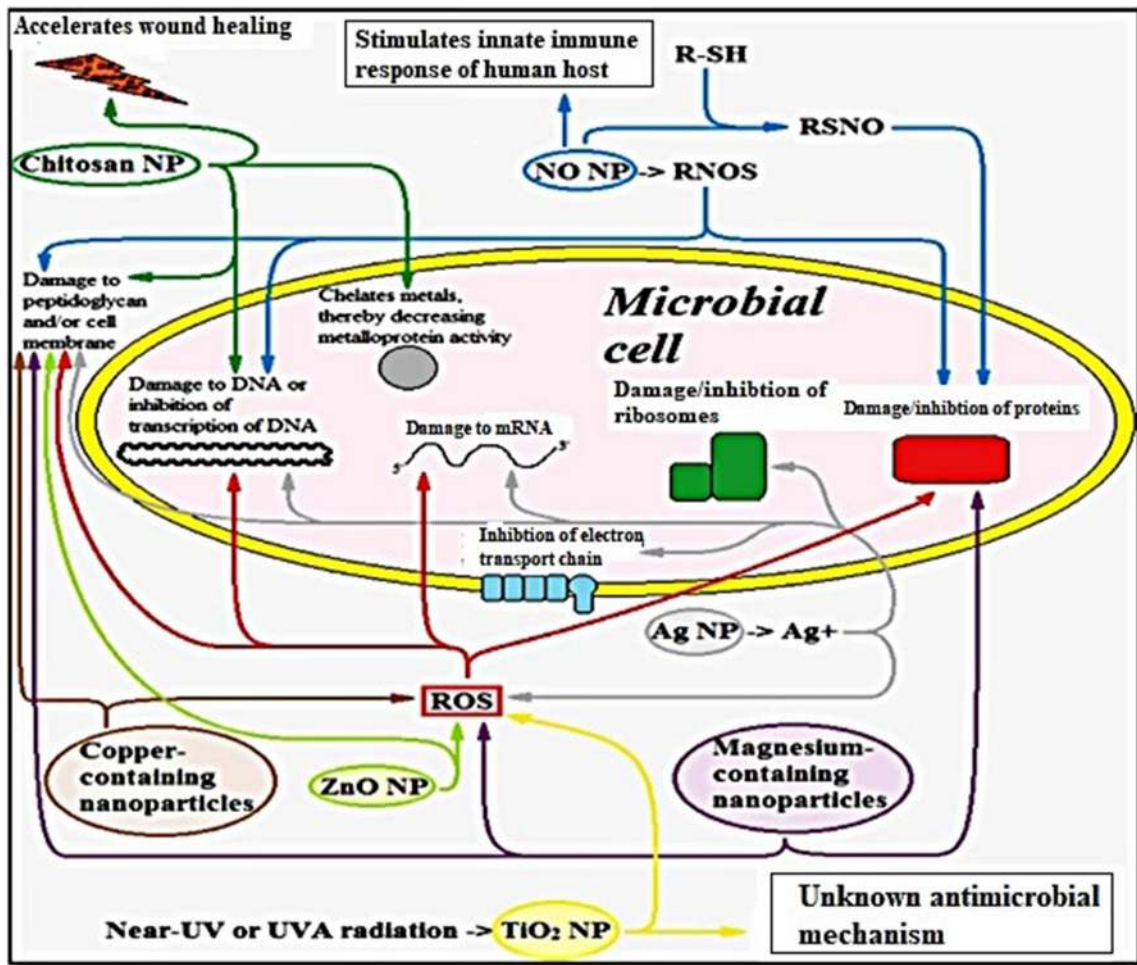 Accelerates wound healing
Stimulates innate immune
response of human host
R-SH
RSNO
Chitosan NP
NO NP -> RNOS
Damage to
peptidoglycan
and/or cell
membrane
Chelates metals,
thereby decreasing
metalloprotein activity
Microbial
cell
Damage to DNA or
inhibition of
transcription of DNA
Damage to mRNA
5'
3'
Damage/inhibtion of
ribosomes
Damage/inhibtion of proteins
Inhibtion of electron
transport chain
Ag NP -> Ag+
ROS
Copper-
containing
nanoparticles
ZnO NP
Magnesium-
containing
nanoparticles
Near-UV or UVA radiation -> TiO₂ NP
Unknown antimicrobial
mechanism